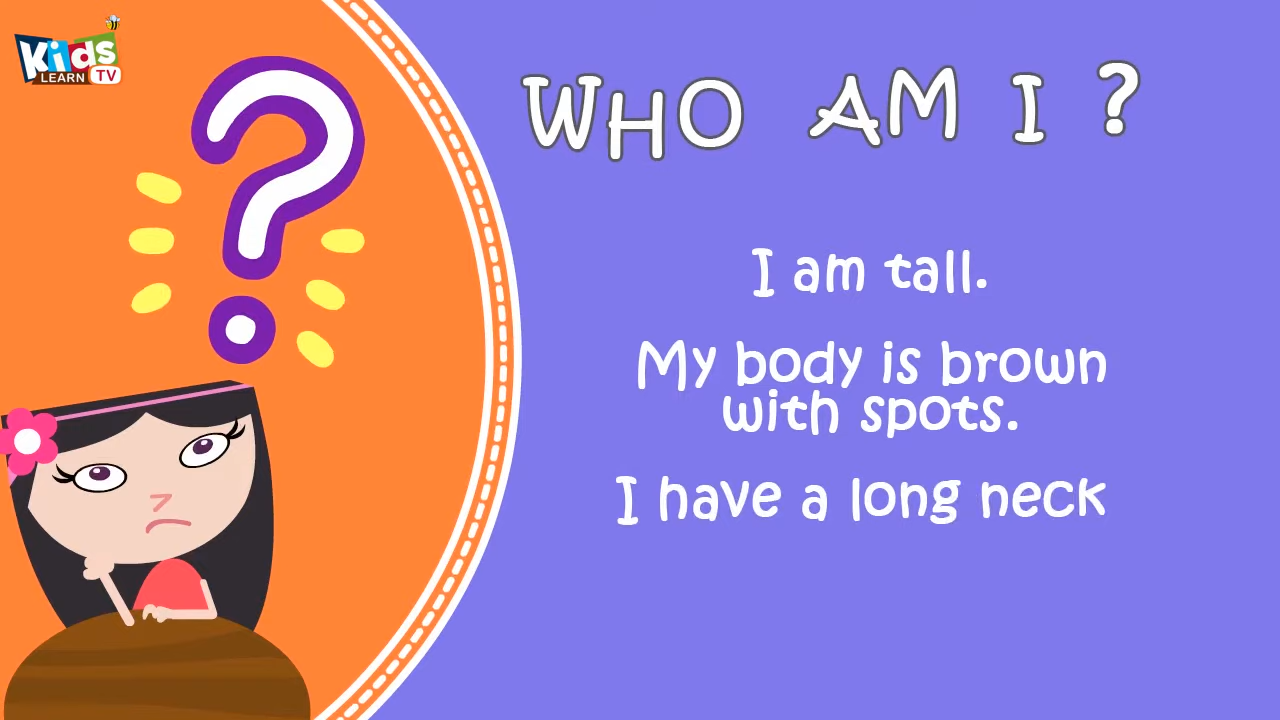 Kids
LEARN TV
WHO AM I ?
I am tall.
My body is brown
with spots.
I have a long neck